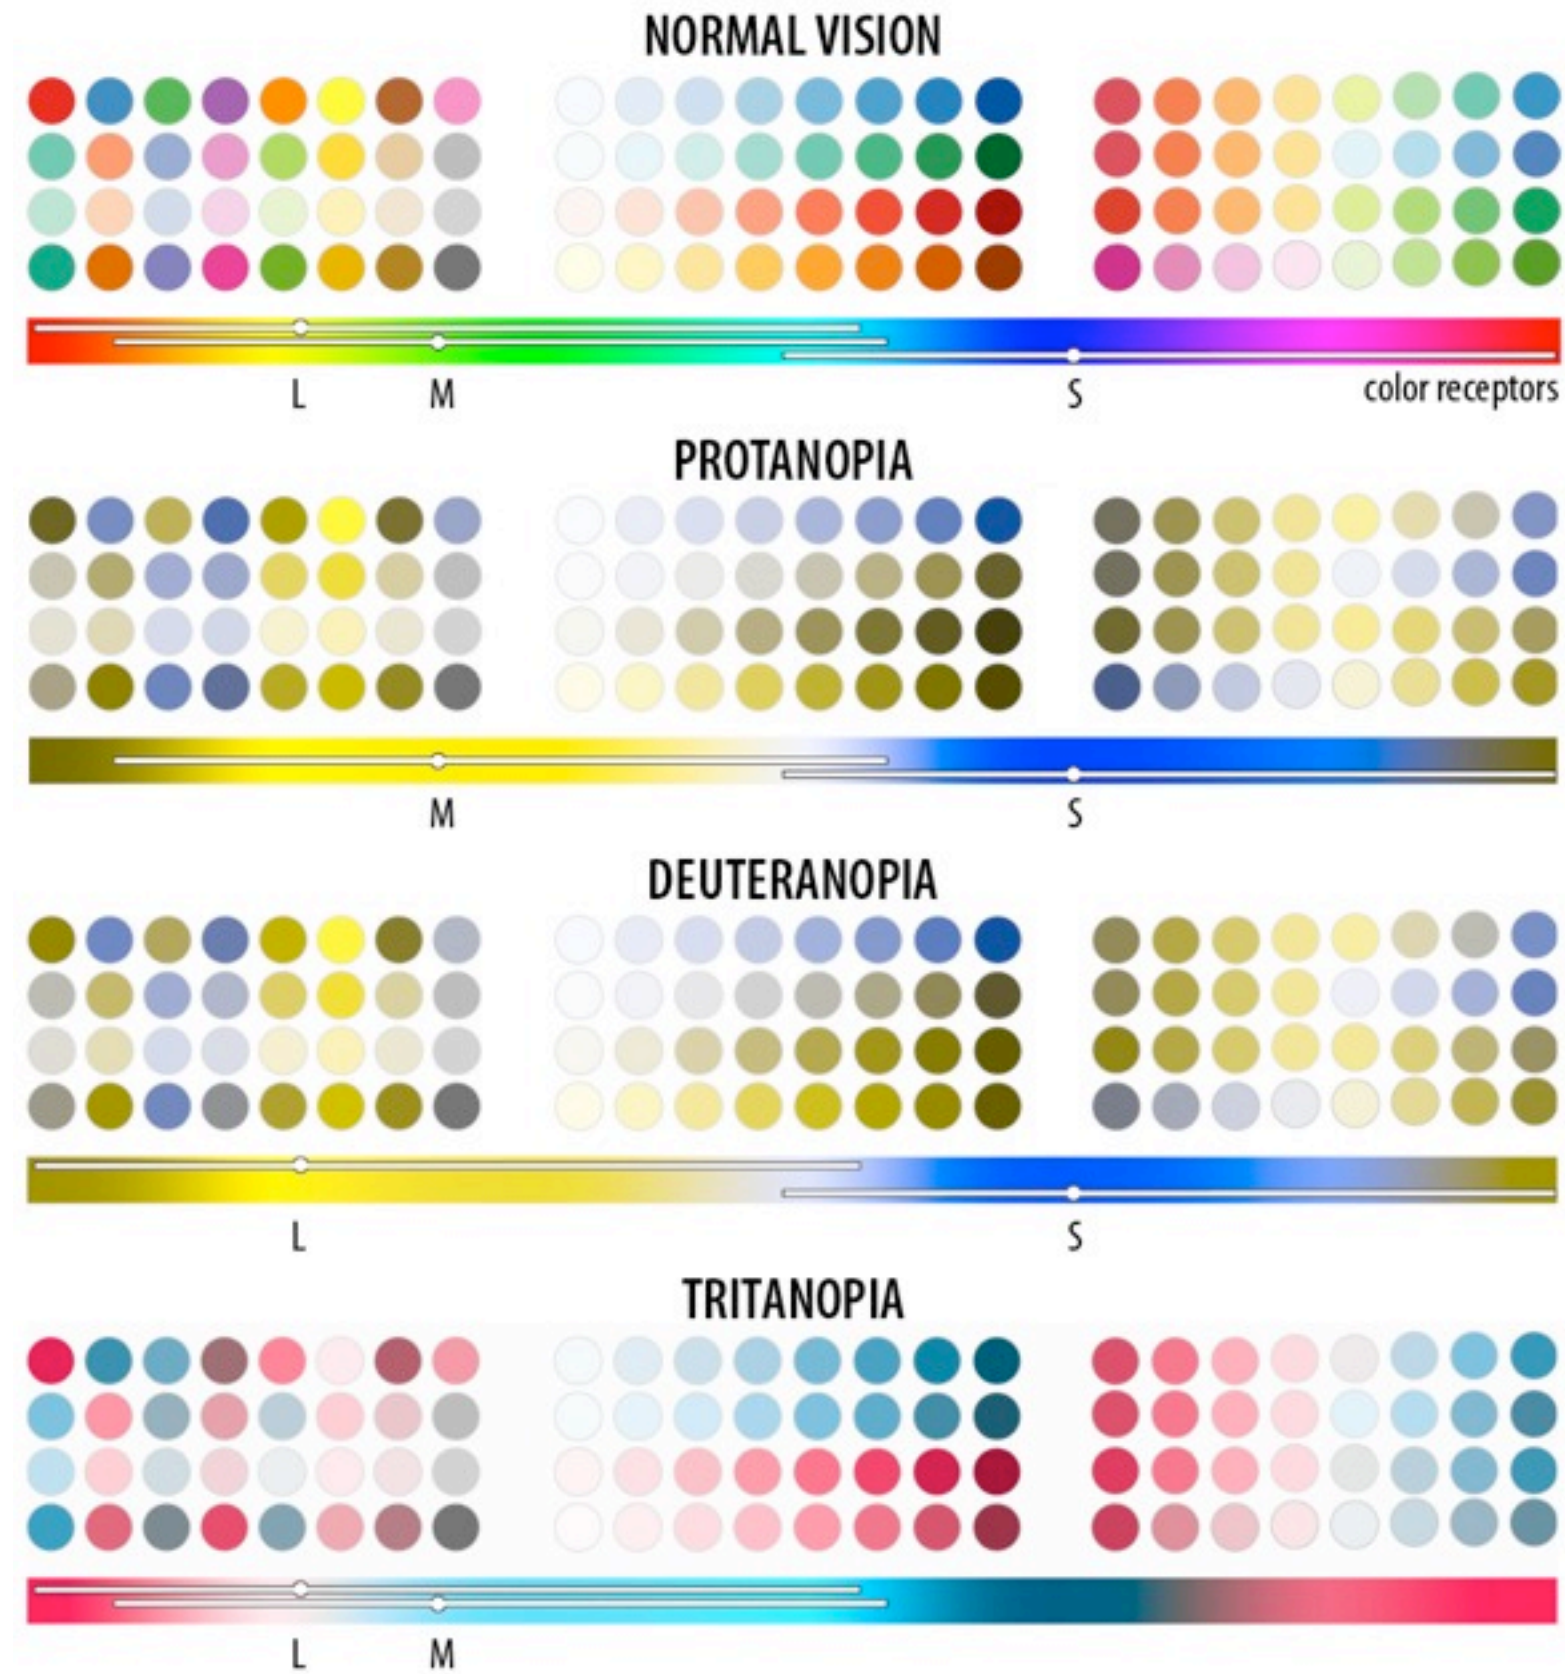 NORMAL VISION
L M S color receptors
PROTANOPIA
M S
DEUTERANOPIA
L S
TRITANOPIA
L M